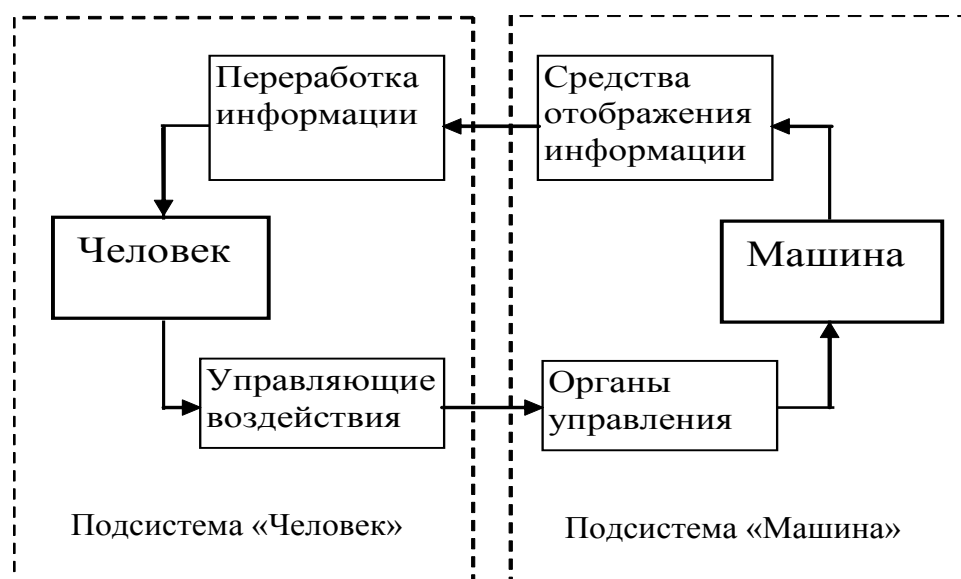 Переработка
информации
Средства
отображения
информации
Человек
Машина
Управляющие
воздействия
Органы
управления
Подсистема «Человек»
Подсистема «Машина»